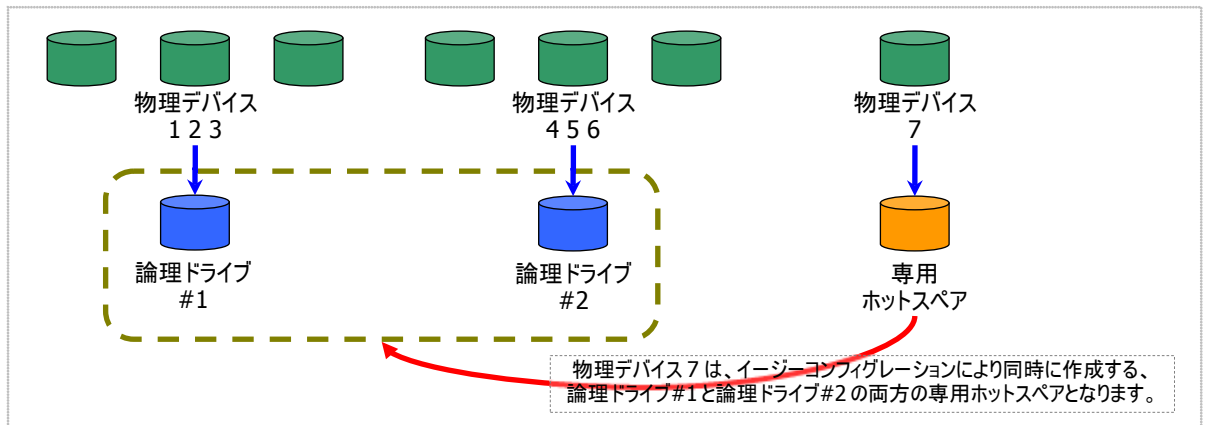 物理デバイス
1 2 3
物理デバイス
4 5 6
物理デバイス
7
論理ドライブ
#1
論理ドライブ
#2
専用
ホットスペア
物理デバイス7は、イージーコンフィグレーションにより同時に作成する、
論理ドライブ#1と論理ドライブ#2の両方の専用ホットスペアとなります。